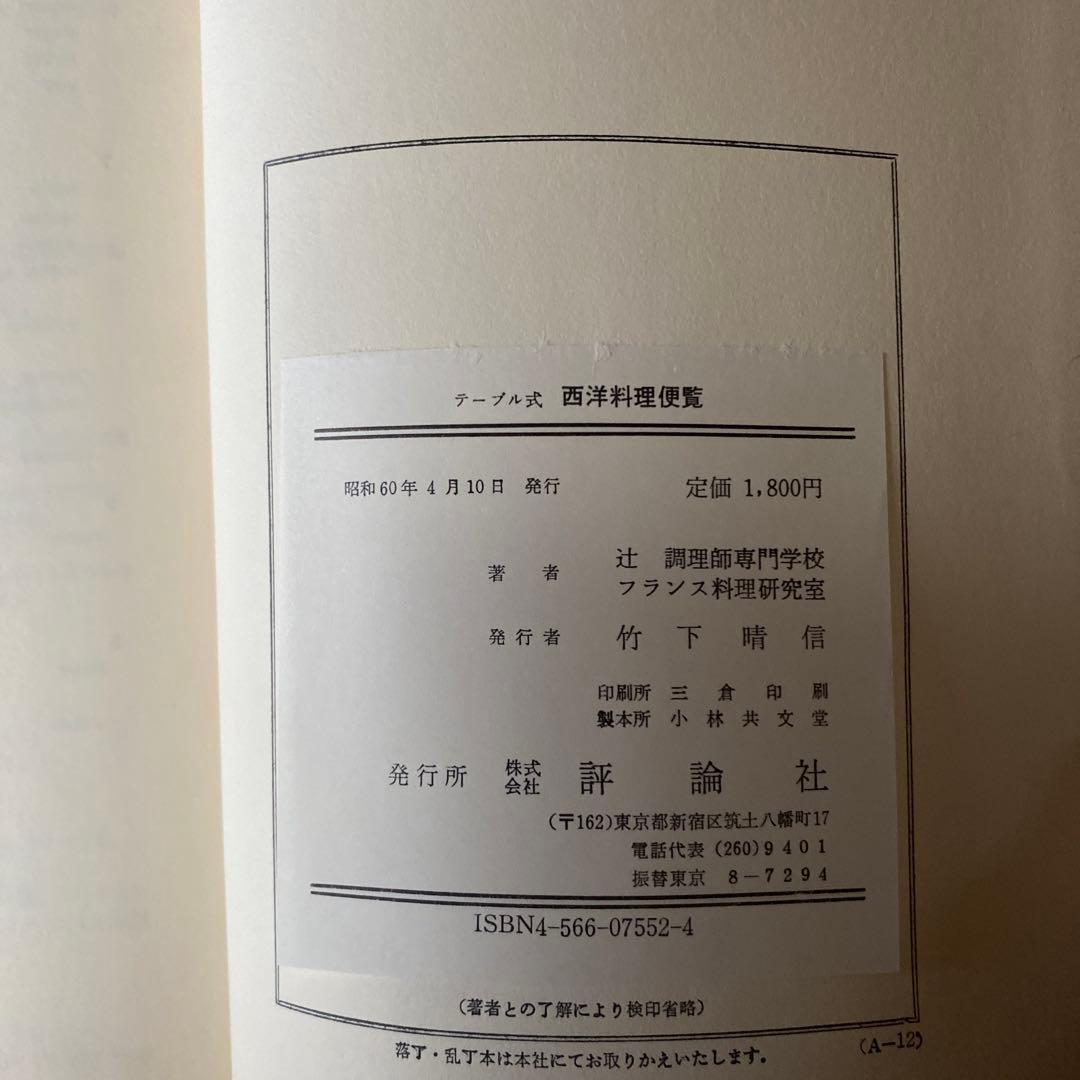 テーブル式 西洋料理便覧
昭和60年4月10日 発行 定価 1,800円
著者 辻 調理師専門学校
フランス料理研究室
発行者 竹下晴信
印刷所 三倉印刷
製本所 小林共文堂
発行所 株式会社 評論社
(〒162)東京都新宿区筑土八幡町17
電話代表 (260)9401
振替東京 8-7294
ISBN4-566-07552-4
(著者との了解により検印省略)
落丁・乱丁本は本社にてお取りかえいたします。 (A-12)